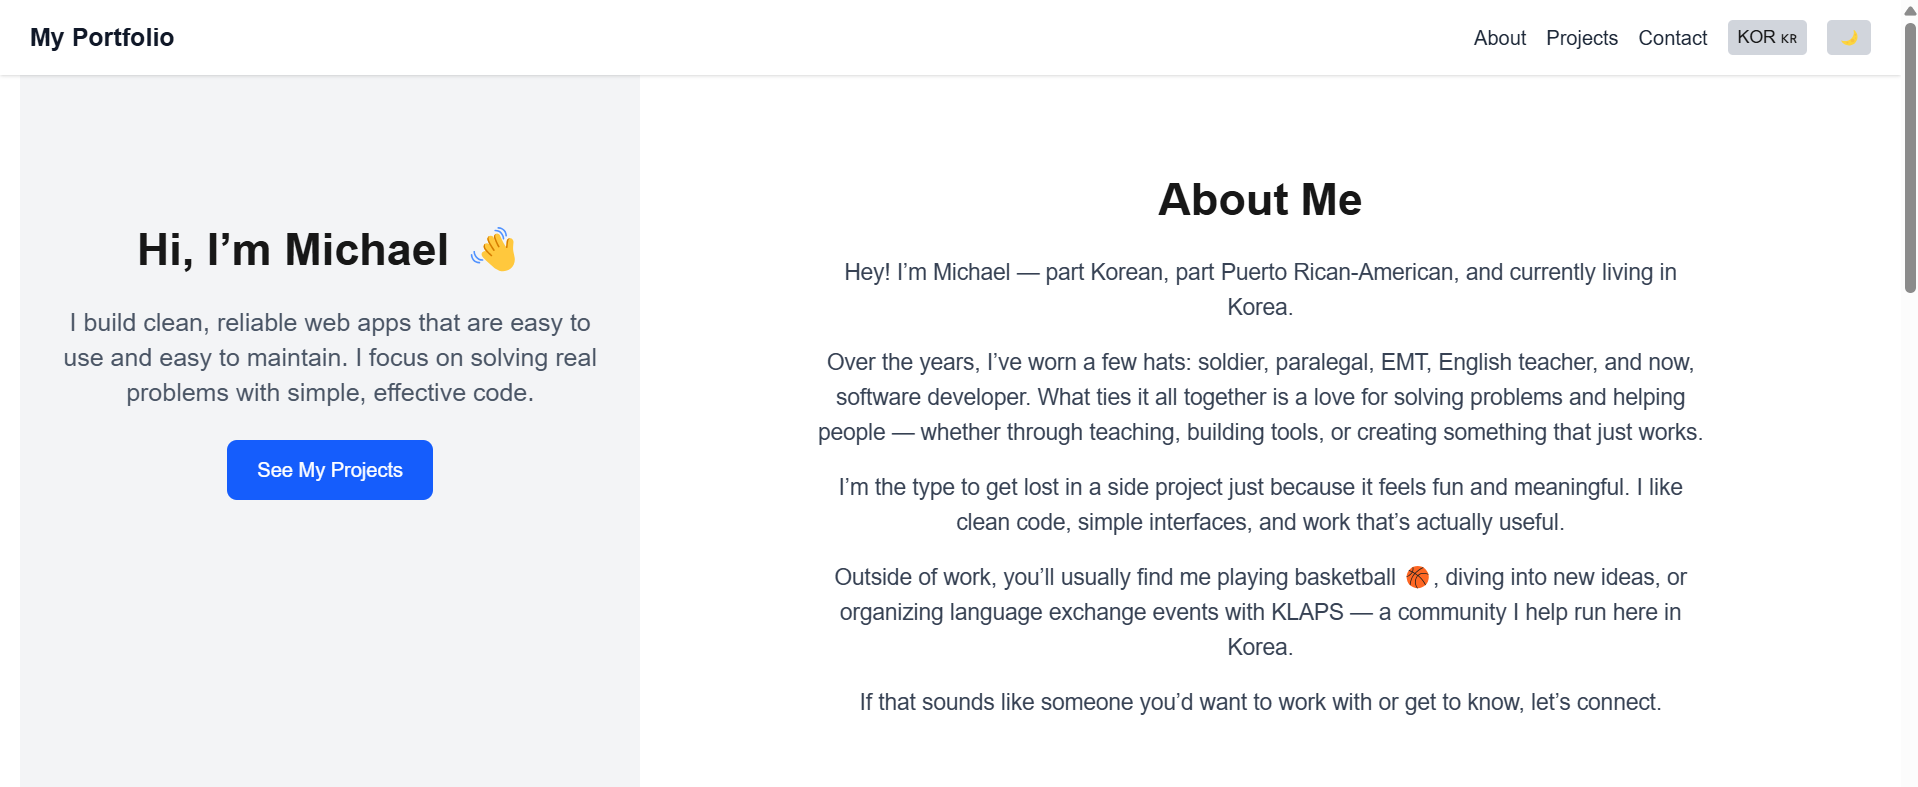 My Portfolio
About
Projects
Contact
KOR KR
Hi, I’m Michael 👋
I build clean, reliable web apps that are easy to
use and easy to maintain. I focus on solving real
problems with simple, effective code.
See My Projects
About Me
Hey! I’m Michael — part Korean, part Puerto Rican-American, and currently living in
Korea.
Over the years, I’ve worn a few hats: soldier, paralegal, EMT, English teacher, and now,
software developer. What ties it all together is a love for solving problems and helping
people — whether through teaching, building tools, or creating something that just works.
I’m the type to get lost in a side project just because it feels fun and meaningful. I like
clean code, simple interfaces, and work that’s actually useful.
Outside of work, you’ll usually find me playing basketball 🏀, diving into new ideas, or
organizing language exchange events with KLAPS — a community I help run here in
Korea.
If that sounds like someone you’d want to work with or get to know, let’s connect.